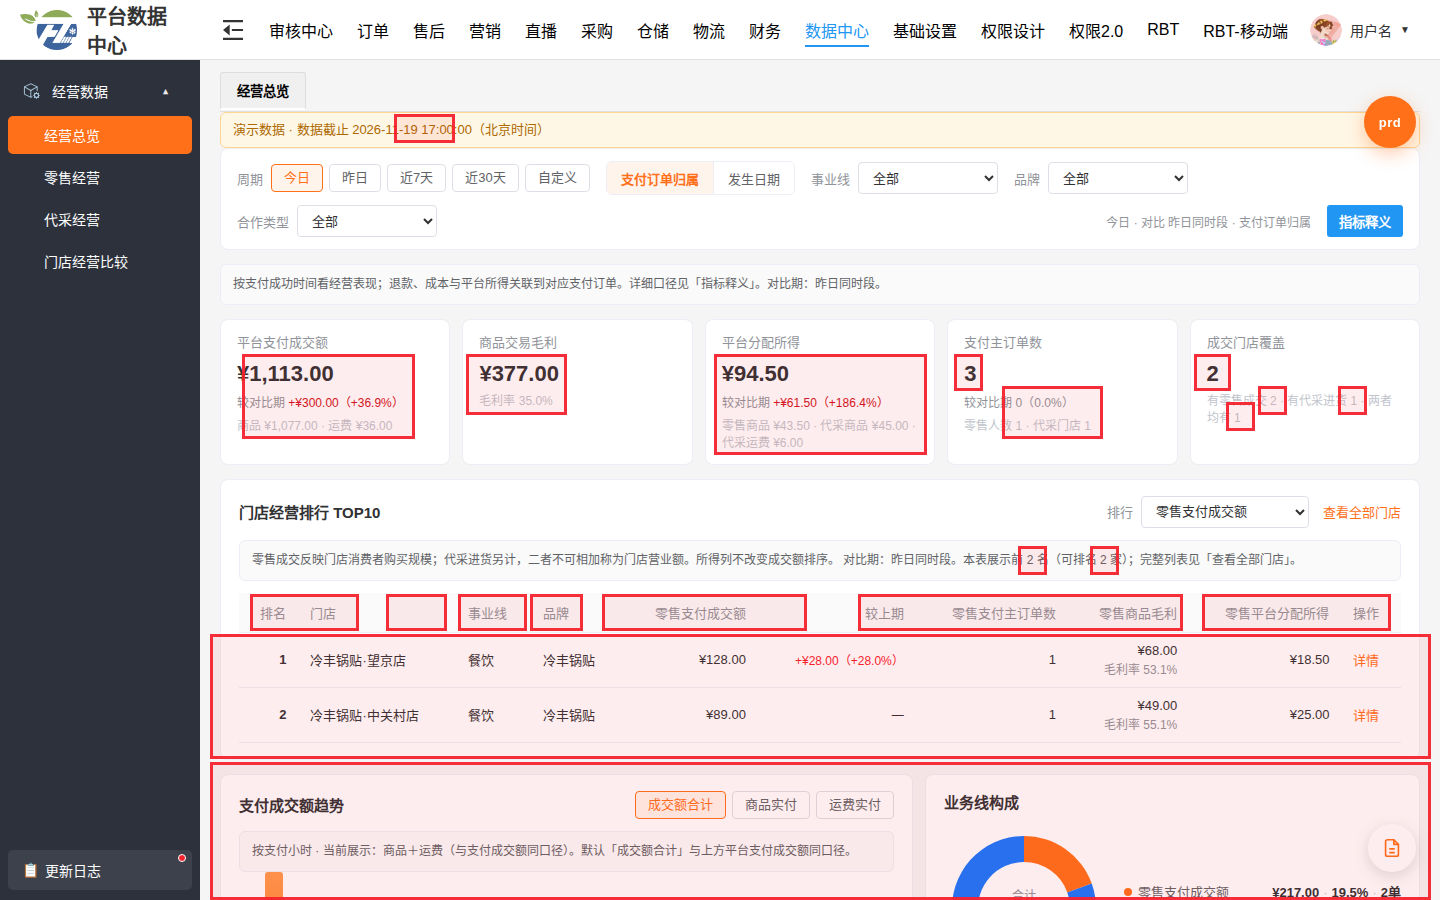 平台数据中心
审核中心 订单 售后 营销 直播 采购 仓储 物流 财务 数据中心 基础设置 权限设计 权限2.0 RBT RBT-移动端 用户名 ▼
经营数据 ▲
经营总览
零售经营
代采经营
门店经营比较
📋 更新日志
经营总览
演示数据 · 数据截止 2026-11-19 17:00:00（北京时间）
prd
周期 今日 昨日 近7天 近30天 自定义 支付订单归属 发生日期 事业线 全部 品牌 全部
合作类型 全部 今日 · 对比 昨日同时段 · 支付订单归属 指标释义
按支付成功时间看经营表现；退款、成本与平台所得关联到对应支付订单。详细口径见「指标释义」。对比期：昨日同时段。
平台支付成交额
¥1,113.00
较对比期 +¥300.00（+36.9%）
商品 ¥1,077.00 · 运费 ¥36.00
商品交易毛利
¥377.00
毛利率 35.0%
平台分配所得
¥94.50
较对比期 +¥61.50（+186.4%）
零售商品 ¥43.50 · 代采商品 ¥45.00 ·
代采运费 ¥6.00
支付主订单数
3
较对比期 0（0.0%）
零售人数 1 · 代采门店 1
成交门店覆盖
2
有零售成交 2 · 有代采进货 1 · 两者
均有 1
门店经营排行 TOP10 排行 零售支付成交额 查看全部门店
零售成交反映门店消费者购买规模；代采进货另计，二者不可相加称为门店营业额。所得列不改变成交额排序。 对比期：昨日同时段。本表展示前 2 名（可排名 2 家）；完整列表见「查看全部门店」。
排名 门店 事业线 品牌 零售支付成交额 较上期 零售支付主订单数 零售商品毛利 零售平台分配所得 操作
1 冷丰锅贴·望京店 餐饮 冷丰锅贴 ¥128.00 +¥28.00（+28.0%） 1 ¥68.00 毛利率 53.1% ¥18.50 详情
2 冷丰锅贴·中关村店 餐饮 冷丰锅贴 ¥89.00 — 1 ¥49.00 毛利率 55.1% ¥25.00 详情
支付成交额趋势 成交额合计 商品实付 运费实付
按支付小时 · 当前展示：商品＋运费（与支付成交额同口径）。默认「成交额合计」与上方平台支付成交额同口径。
业务线构成
合计
零售支付成交额 ¥217.00 · 19.5% · 2单